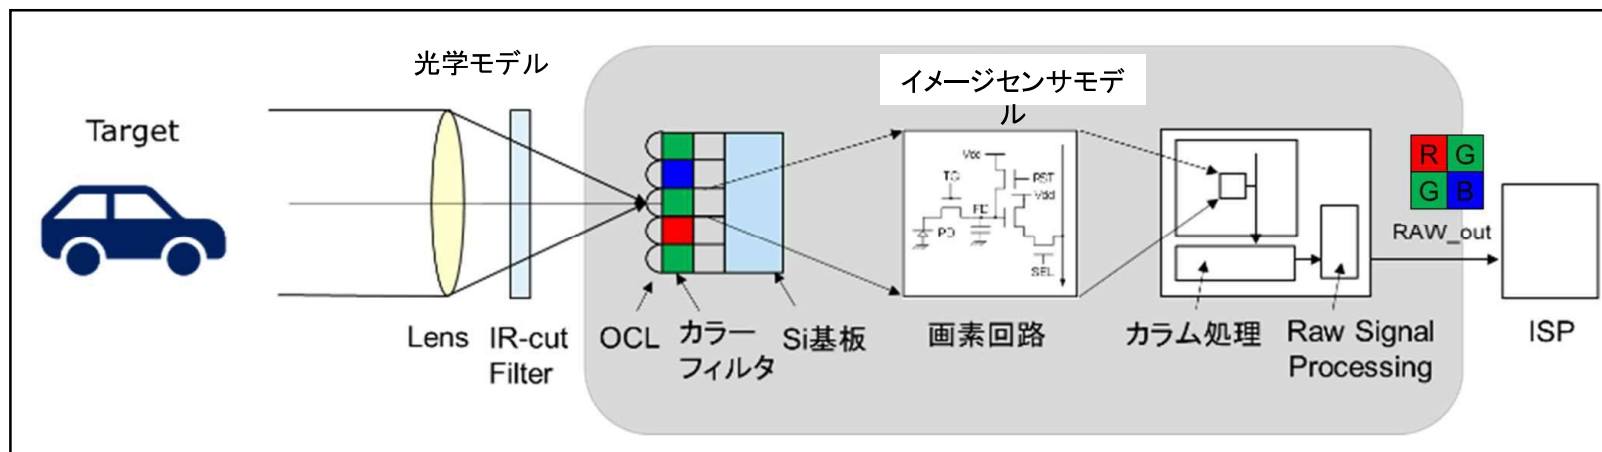 光学モデル
イメージセンサモデ
ル
Target
Vdd
TG
RST
Vdd
FD
PD
SEL
R G
G B
RAW_out
Lens
IR-cut
Filter
OCL
カラー
フィルタ
Si基板
画素回路
カラム処理
Raw Signal
Processing
ISP